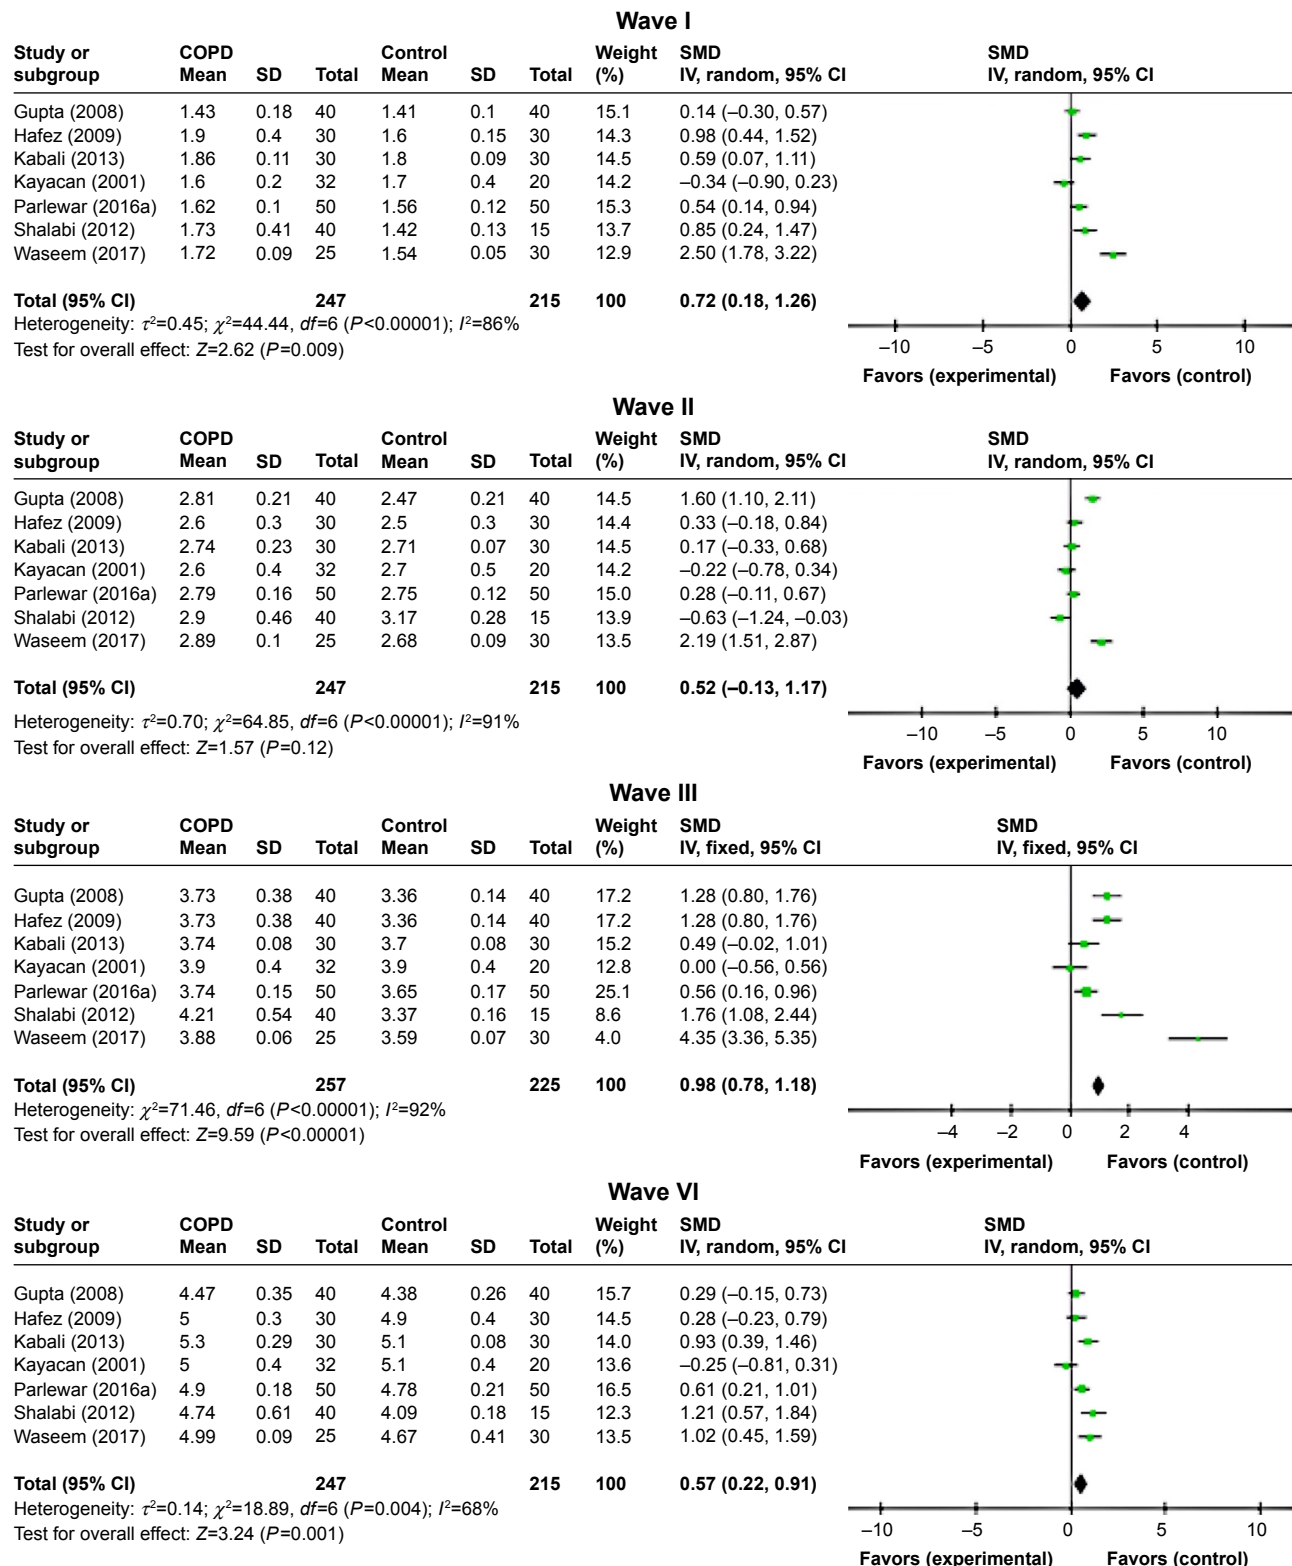 Wave I
Study or subgroup COPD Mean SD Total Control Mean SD Total Weight (%) SMD IV, random, 95% CI SMD IV, random, 95% CI
Gupta (2008) 1.43 0.18 40 1.41 0.1 40 15.1 0.14 (–0.30, 0.57)
Hafez (2009) 1.9 0.4 30 1.6 0.15 30 14.3 0.98 (0.44, 1.52)
Kabali (2013) 1.86 0.11 30 1.8 0.09 30 14.5 0.59 (0.07, 1.11)
Kayacan (2001) 1.6 0.2 32 1.7 0.4 20 14.2 –0.34 (–0.90, 0.23)
Parlewar (2016a) 1.62 0.1 50 1.56 0.12 50 15.3 0.54 (0.14, 0.94)
Shalabi (2012) 1.73 0.41 40 1.42 0.13 15 13.7 0.85 (0.24, 1.47)
Waseem (2017) 1.72 0.09 25 1.54 0.05 30 12.9 2.50 (1.78, 3.22)
Total (95% CI) 247 215 100 0.72 (0.18, 1.26)
Heterogeneity: τ²=0.45; χ²=44.44, df=6 (P<0.00001); I²=86%
Test for overall effect: Z=2.62 (P=0.009)
–10 –5 0 5 10
Favors (experimental) Favors (control)
Wave II
Study or subgroup COPD Mean SD Total Control Mean SD Total Weight (%) SMD IV, random, 95% CI SMD IV, random, 95% CI
Gupta (2008) 2.81 0.21 40 2.47 0.21 40 14.5 1.60 (1.10, 2.11)
Hafez (2009) 2.6 0.3 30 2.5 0.3 30 14.4 0.33 (–0.18, 0.84)
Kabali (2013) 2.74 0.23 30 2.71 0.07 30 14.5 0.17 (–0.33, 0.68)
Kayacan (2001) 2.6 0.4 32 2.7 0.5 20 14.2 –0.22 (–0.78, 0.34)
Parlewar (2016a) 2.79 0.16 50 2.75 0.12 50 15.0 0.28 (–0.11, 0.67)
Shalabi (2012) 2.9 0.46 40 3.17 0.28 15 13.9 –0.63 (–1.24, –0.03)
Waseem (2017) 2.89 0.1 25 2.68 0.09 30 13.5 2.19 (1.51, 2.87)
Total (95% CI) 247 215 100 0.52 (–0.13, 1.17)
Heterogeneity: τ²=0.70; χ²=64.85, df=6 (P<0.00001); I²=91%
Test for overall effect: Z=1.57 (P=0.12)
–10 –5 0 5 10
Favors (experimental) Favors (control)
Wave III
Study or subgroup COPD Mean SD Total Control Mean SD Total Weight (%) SMD IV, fixed, 95% CI SMD IV, fixed, 95% CI
Gupta (2008) 3.73 0.38 40 3.36 0.14 40 17.2 1.28 (0.80, 1.76)
Hafez (2009) 3.73 0.38 40 3.36 0.14 40 17.2 1.28 (0.80, 1.76)
Kabali (2013) 3.74 0.08 30 3.7 0.08 30 15.2 0.49 (–0.02, 1.01)
Kayacan (2001) 3.9 0.4 32 3.9 0.4 20 12.8 0.00 (–0.56, 0.56)
Parlewar (2016a) 3.74 0.15 50 3.65 0.17 50 25.1 0.56 (0.16, 0.96)
Shalabi (2012) 4.21 0.54 40 3.37 0.16 15 8.6 1.76 (1.08, 2.44)
Waseem (2017) 3.88 0.06 25 3.59 0.07 30 4.0 4.35 (3.36, 5.35)
Total (95% CI) 257 225 100 0.98 (0.78, 1.18)
Heterogeneity: χ²=71.46, df=6 (P<0.00001); I²=92%
Test for overall effect: Z=9.59 (P<0.00001)
–4 –2 0 2 4
Favors (experimental) Favors (control)
Wave VI
Study or subgroup COPD Mean SD Total Control Mean SD Total Weight (%) SMD IV, random, 95% CI SMD IV, random, 95% CI
Gupta (2008) 4.47 0.35 40 4.38 0.26 40 15.7 0.29 (–0.15, 0.73)
Hafez (2009) 5 0.3 30 4.9 0.4 30 14.5 0.28 (–0.23, 0.79)
Kabali (2013) 5.3 0.29 30 5.1 0.08 30 14.0 0.93 (0.39, 1.46)
Kayacan (2001) 5 0.4 32 5.1 0.4 20 13.6 –0.25 (–0.81, 0.31)
Parlewar (2016a) 4.9 0.18 50 4.78 0.21 50 16.5 0.61 (0.21, 1.01)
Shalabi (2012) 4.74 0.61 40 4.09 0.18 15 12.3 1.21 (0.57, 1.84)
Waseem (2017) 4.99 0.09 25 4.67 0.41 30 13.5 1.02 (0.45, 1.59)
Total (95% CI) 247 215 100 0.57 (0.22, 0.91)
Heterogeneity: τ²=0.14; χ²=18.89, df=6 (P=0.004); I²=68%
Test for overall effect: Z=3.24 (P=0.001)
–10 –5 0 5 10
Favors (experimental) Favors (control)